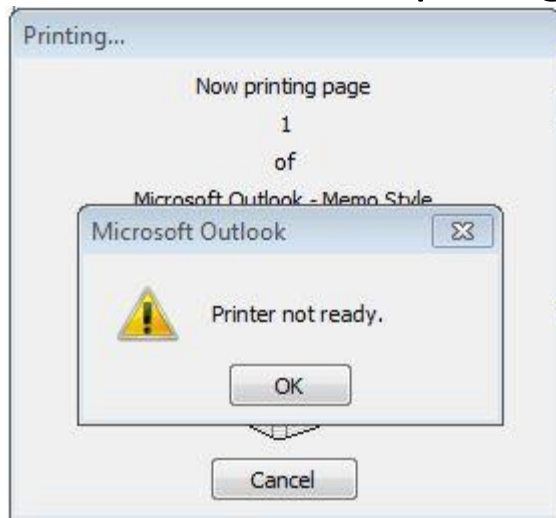 Printing...
Now printing page
1
of
Microsoft Outlook - Memo Style
Microsoft Outlook
Printer not ready.
OK
Cancel